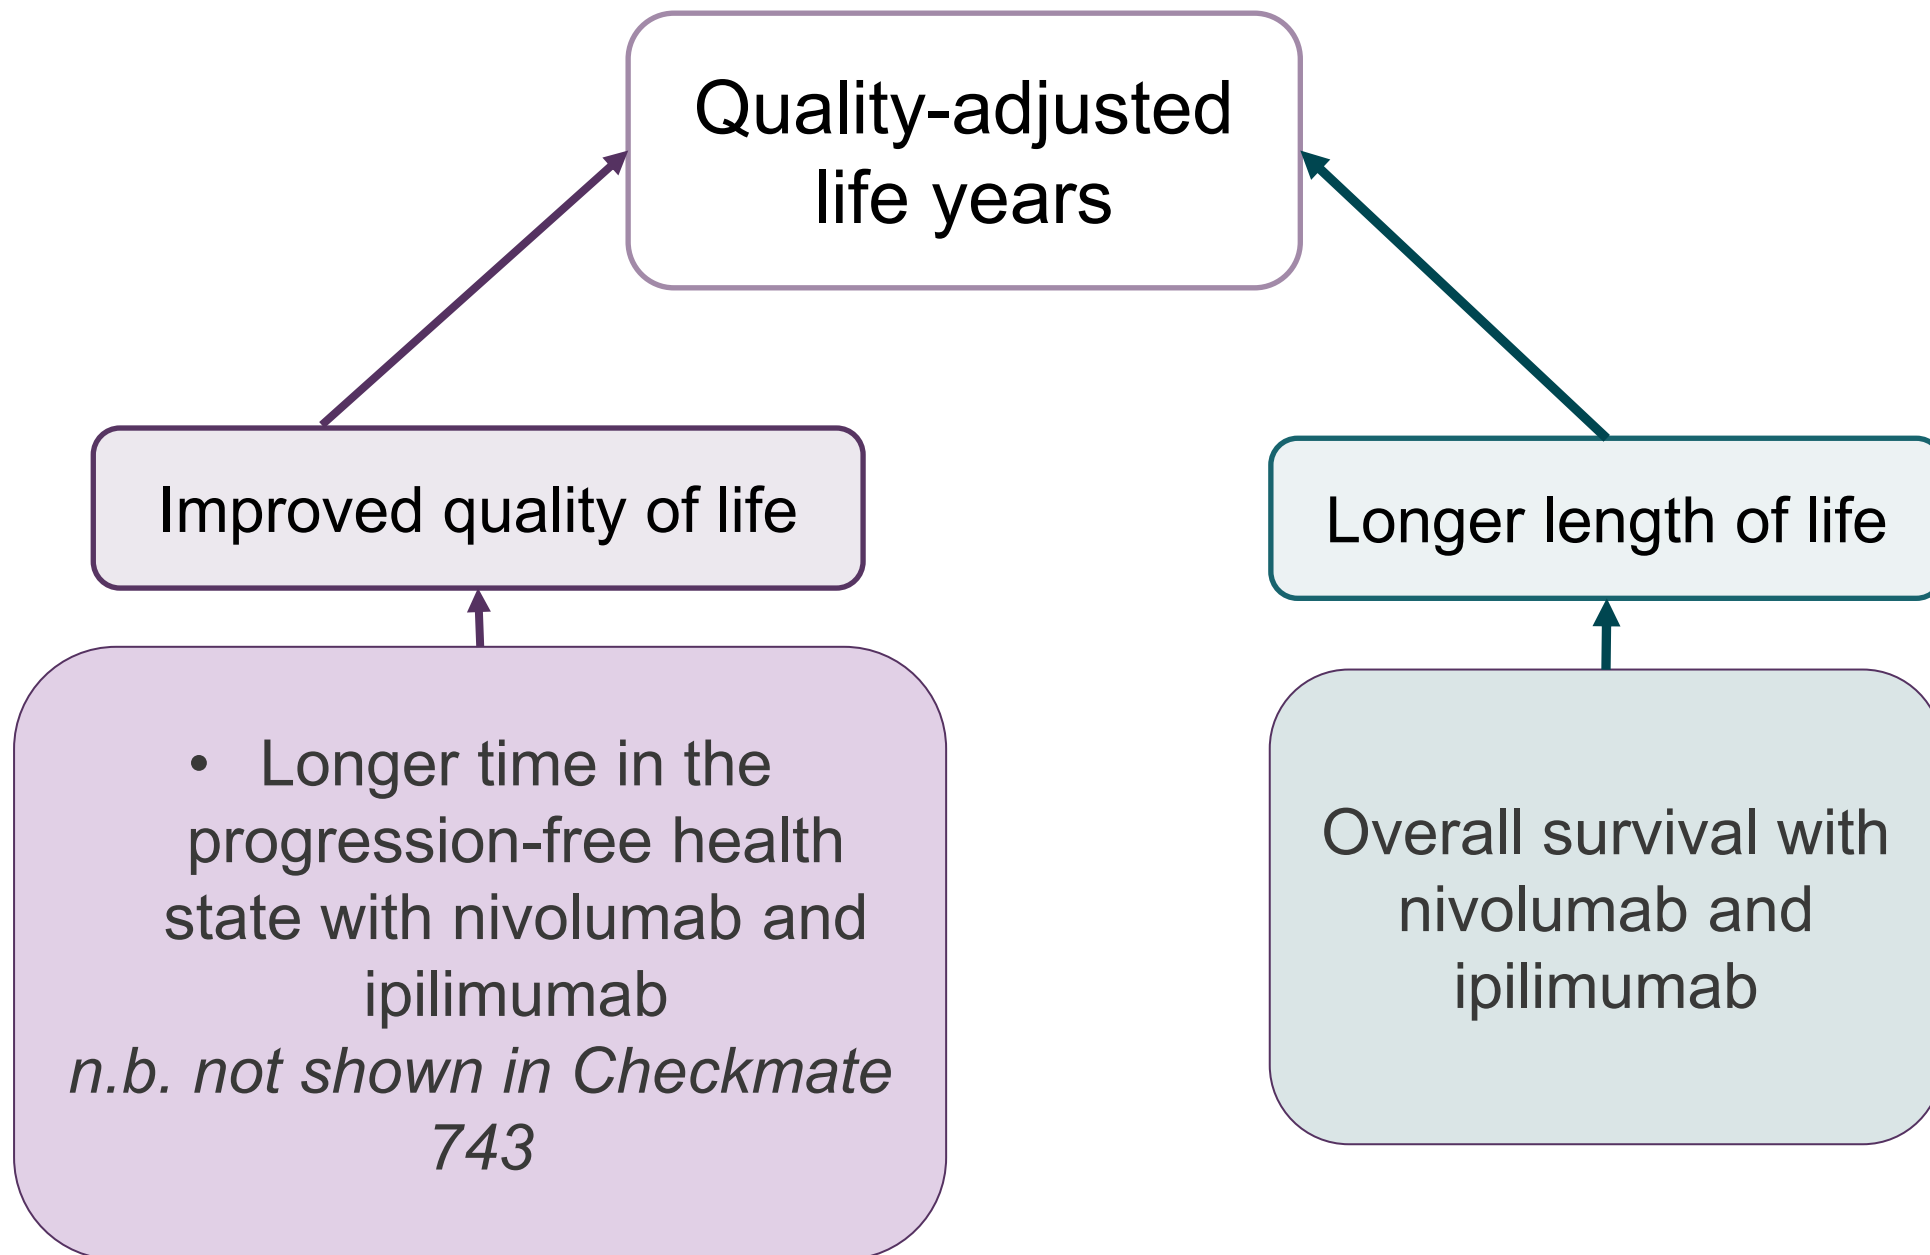 Quality-adjusted
life years
Improved quality of life
Longer length of life
• Longer time in the
progression-free health
state with nivolumab and
ipilimumab
n.b. not shown in Checkmate
743
Overall survival with
nivolumab and
ipilimumab